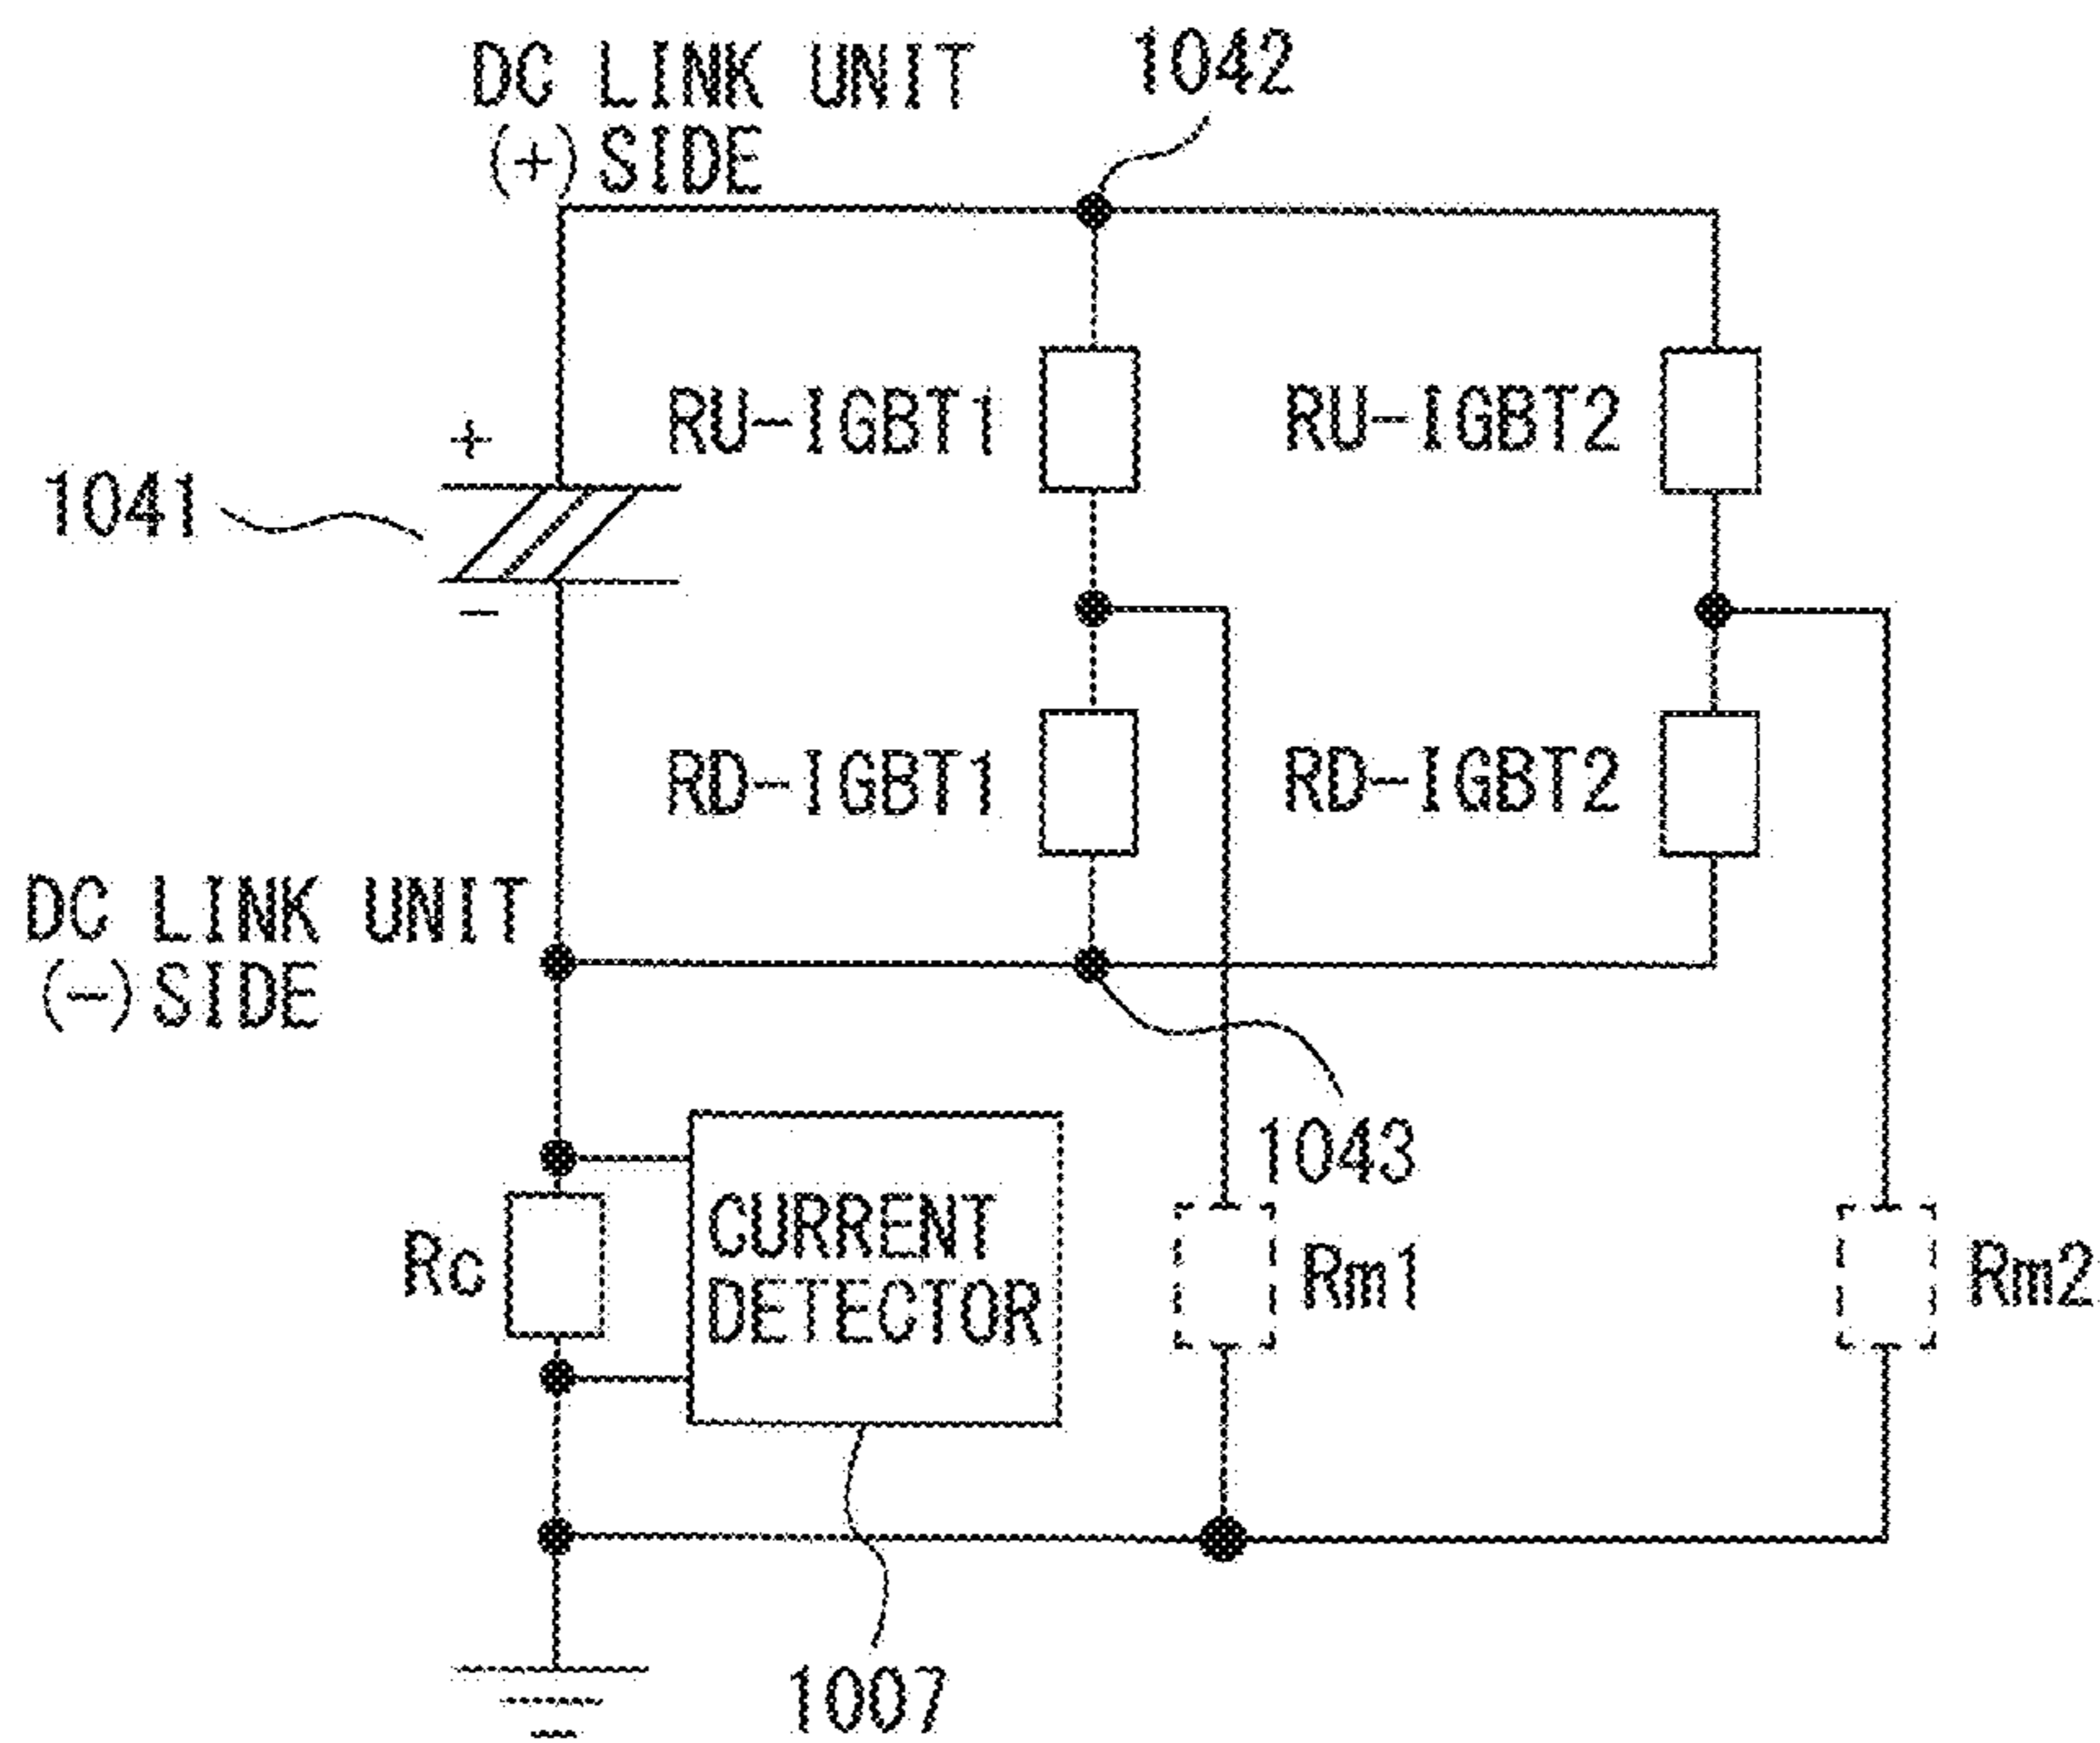 DC LINK UNIT
(+)SIDE
1042
+
RU-IGBT1
RU-IGBT2
1041
-
RD-IGBT1
RD-IGBT2
DC LINK UNIT
(-)SIDE
1043
Rc
CURRENT
DETECTOR
Rm1
Rm2
1007